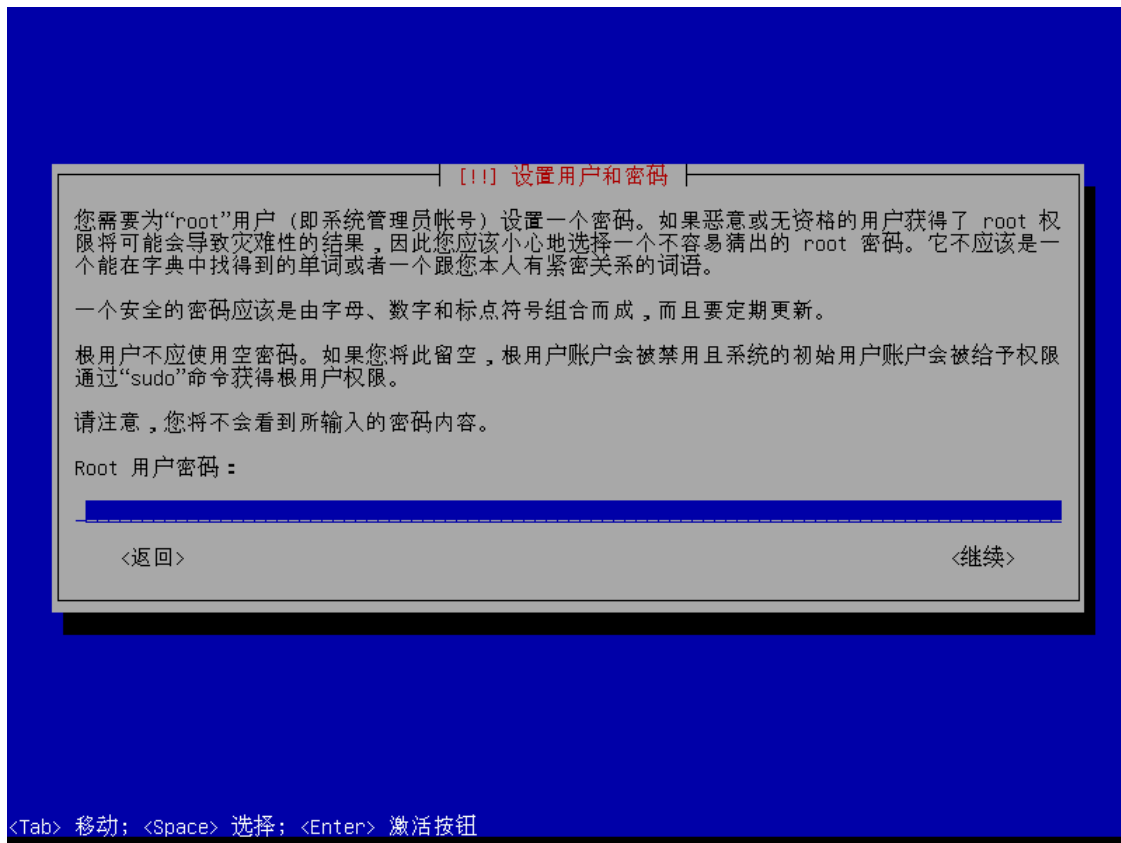 [!!] 设置用户和密码
您需要为“root”用户 (即系统管理员帐号) 设置一个密码。如果恶意或无资格的用户获得了 root 权
限将可能会导致灾难性的结果,因此您应该小心地选择一个不容易猜出的 root 密码。它不应该是一
个能在字典中找得到的单词或者一个跟您本人有紧密关系的词语。
一个安全的密码应该是由字母、数字和标点符号组合而成,而且要定期更新。
根用户不应使用空密码。如果您将此留空,根用户账户会被禁用且系统的初始用户账户会被给予权限
通过“sudo”命令获得根用户权限。
请注意,您将不会看到所输入的密码内容。
Root 用户密码:
<返回> <继续>
<Tab> 移动; <Space> 选择; <Enter> 激活按钮